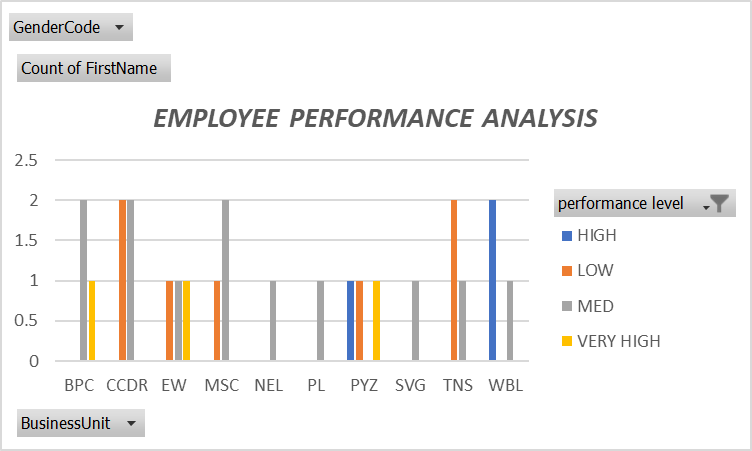 GenderCode
Count of FirstName
EMPLOYEE PERFORMANCE ANALYSIS
2.5
2
1.5
1
0.5
0
BPC CCDR EW MSC NEL PL PYZ SVG TNS WBL
performance level
HIGH
LOW
MED
VERY HIGH
BusinessUnit